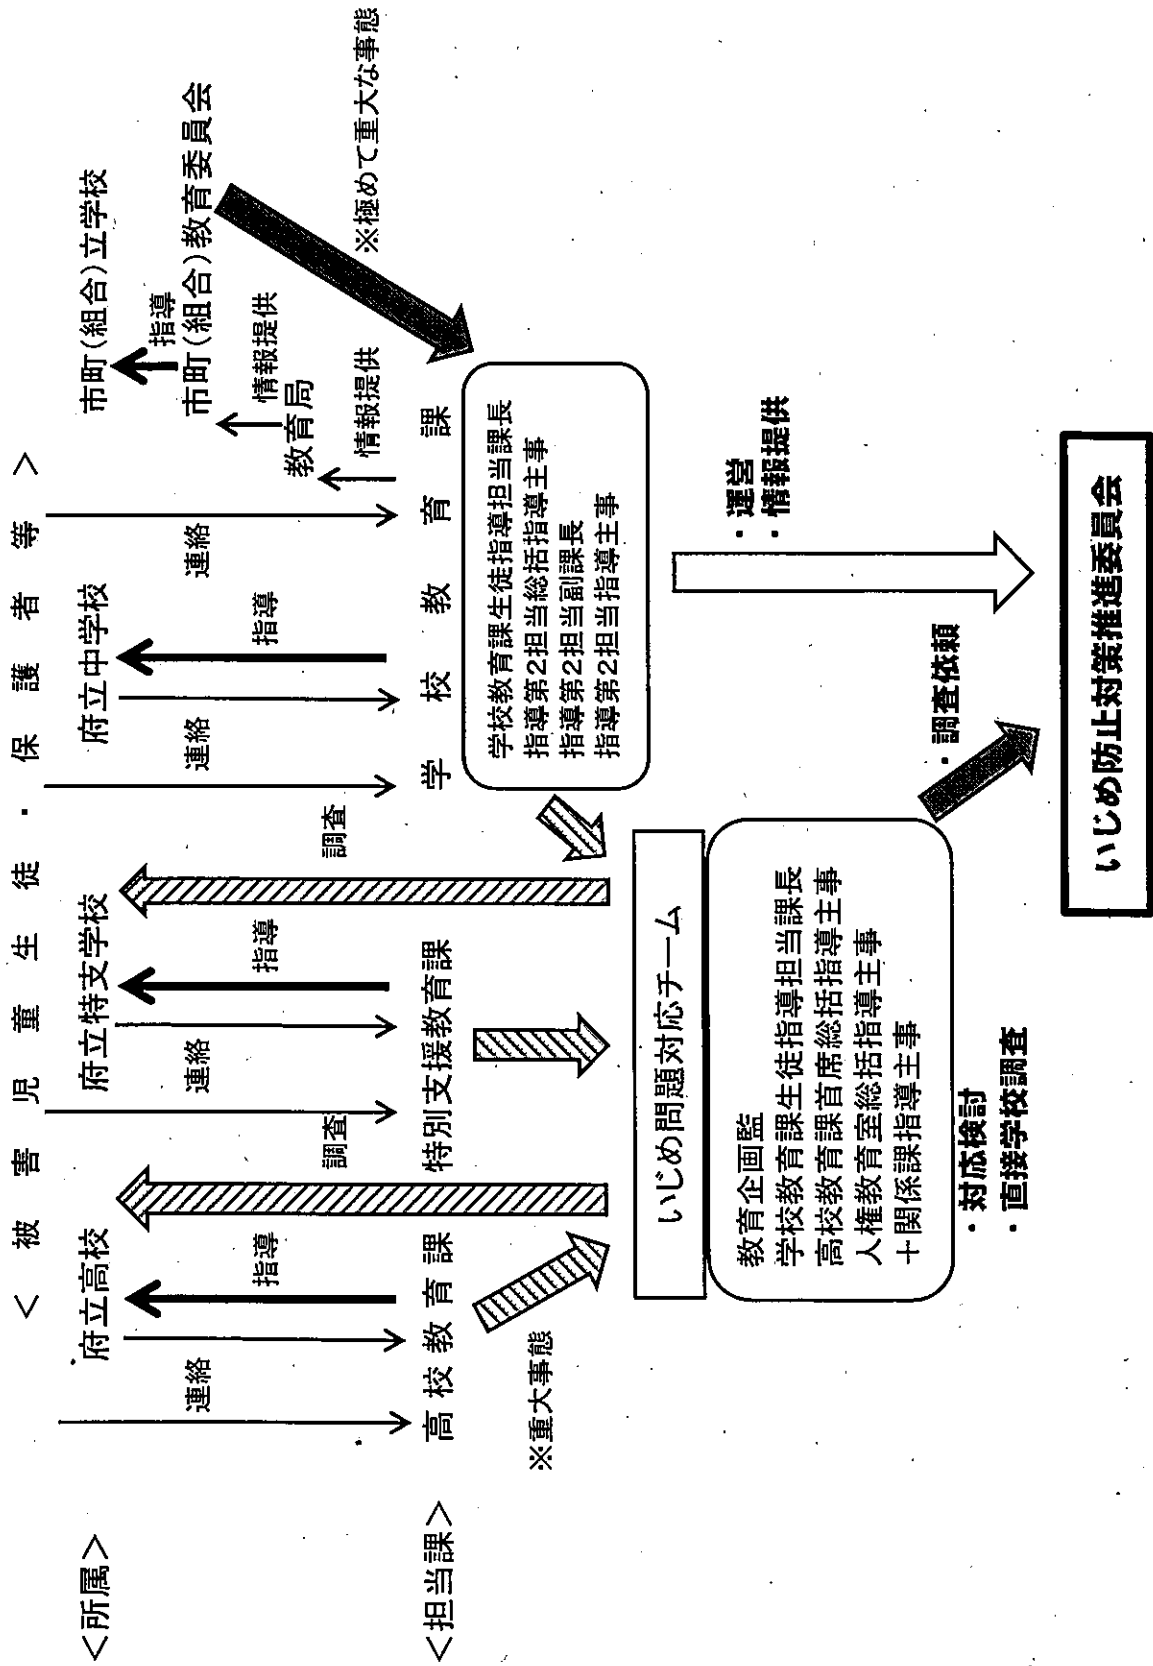 ＜被害児童生徒・保護者等＞
＜所属＞
府立高校
府立特支学校
府立中学校
市町(組合)立学校
指導
市町(組合)教育委員会
情報提供
教育局
情報提供
連絡
指導
調査
連絡
指導
調査
連絡
指導
連絡
＜担当課＞
高校教育課
特別支援教育課
学校教育課
※極めて重大な事態
※重大事態
学校教育課生徒指導担当課長
指導第2担当総括指導主事
指導第2担当副課長
指導第2担当指導主事
いじめ問題対応チーム
教育企画監
学校教育課生徒指導担当課長
高校教育課首席総括指導主事
人権教育室総括指導主事
＋関係課指導主事
・対応検討
・直接学校調査
・運営
・情報提供
・調査依頼
いじめ防止対策推進委員会